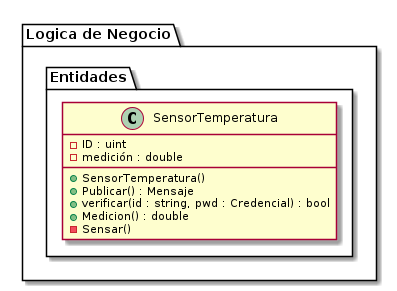 Logica de Negocio
Entidades
C SensorTemperatura
ID : uint
medición : double
SensorTemperatura()
Publicar() : Mensaje
verificar(id : string, pwd : Credencial) : bool
Medicion() : double
Sensar()